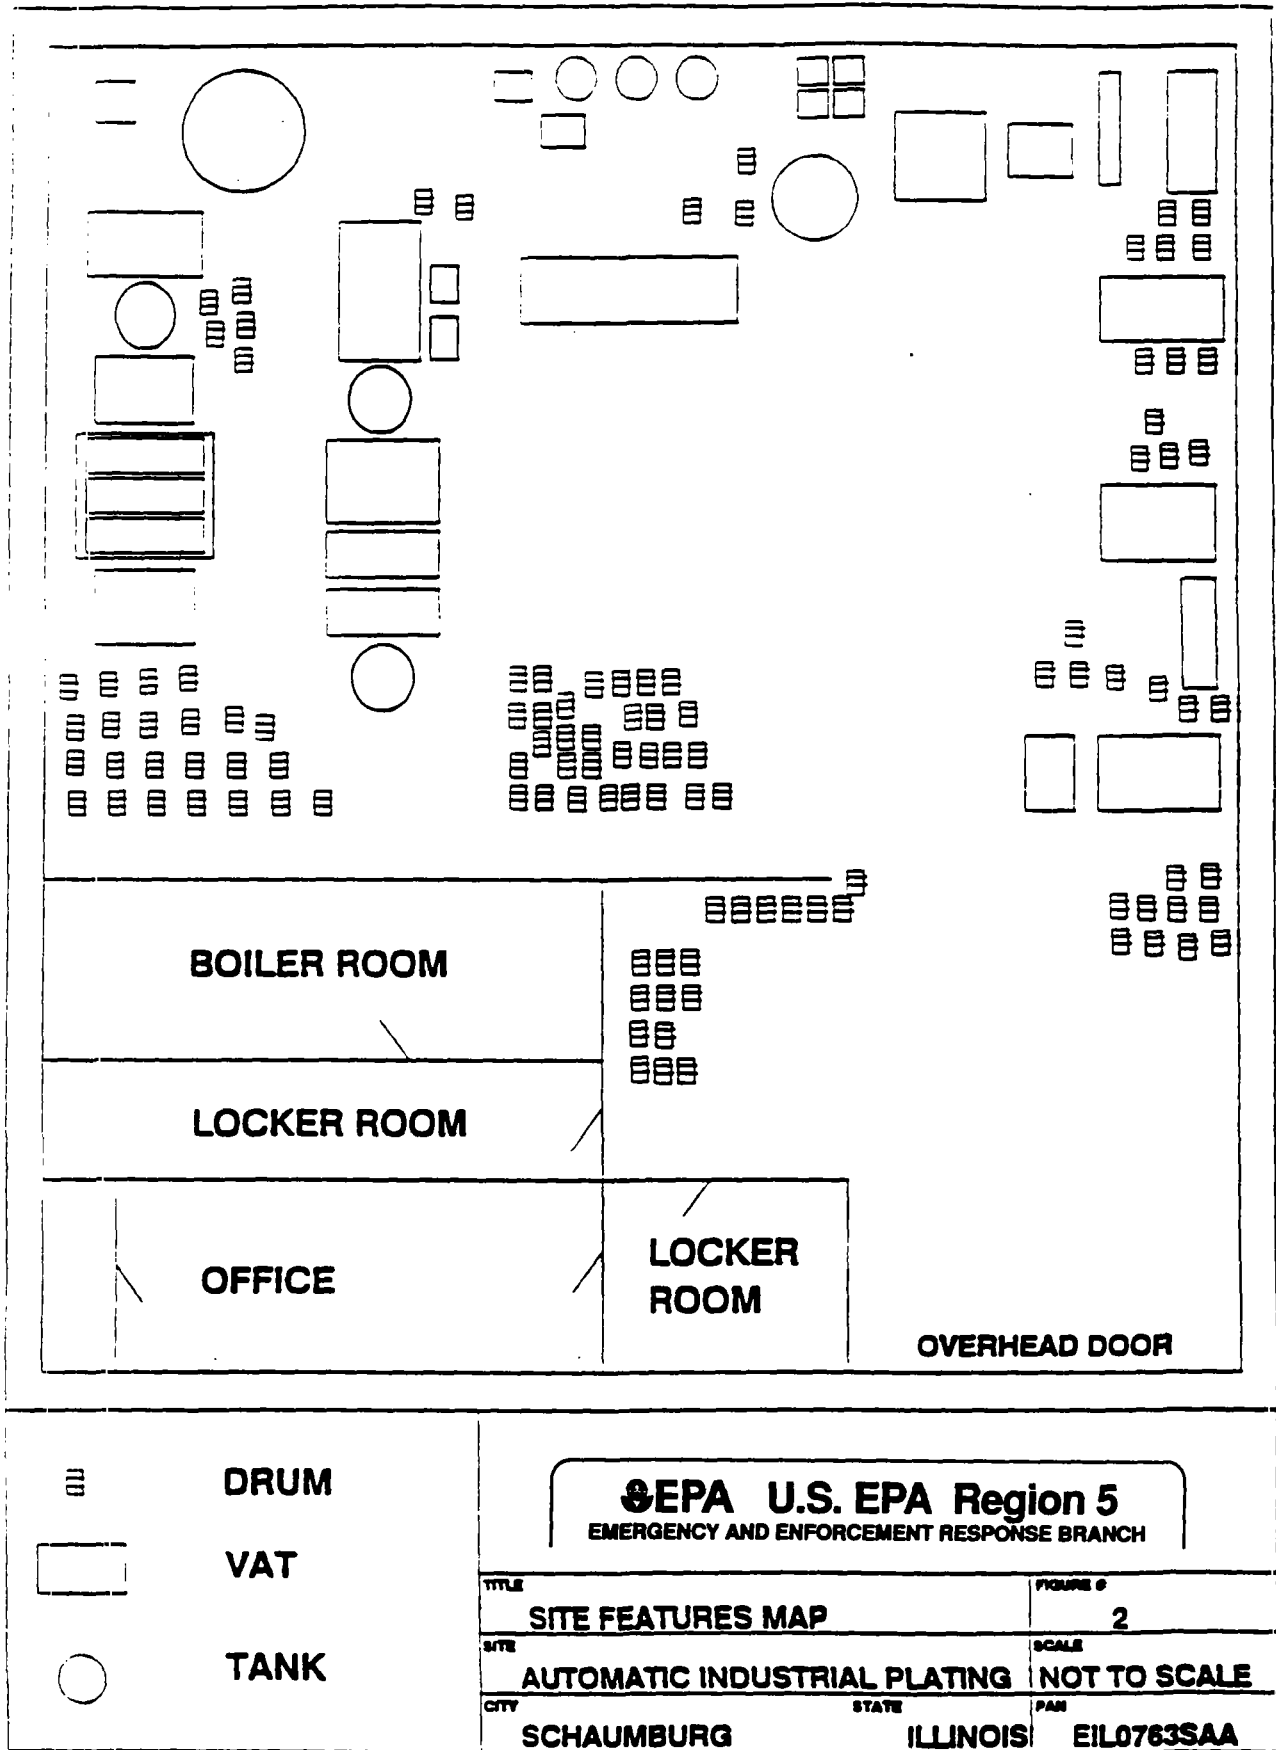 BOILER ROOM
LOCKER ROOM
OFFICE
LOCKER
ROOM
OVERHEAD DOOR
DRUM
VAT
TANK
EPA U.S. EPA Region 5
EMERGENCY AND ENFORCEMENT RESPONSE BRANCH
TITLE
SITE FEATURES MAP
FIGURE #
2
SITE
AUTOMATIC INDUSTRIAL PLATING
SCALE
NOT TO SCALE
CITY
SCHAUMBURG
STATE
ILLINOIS
PAN
EIL0763SAA